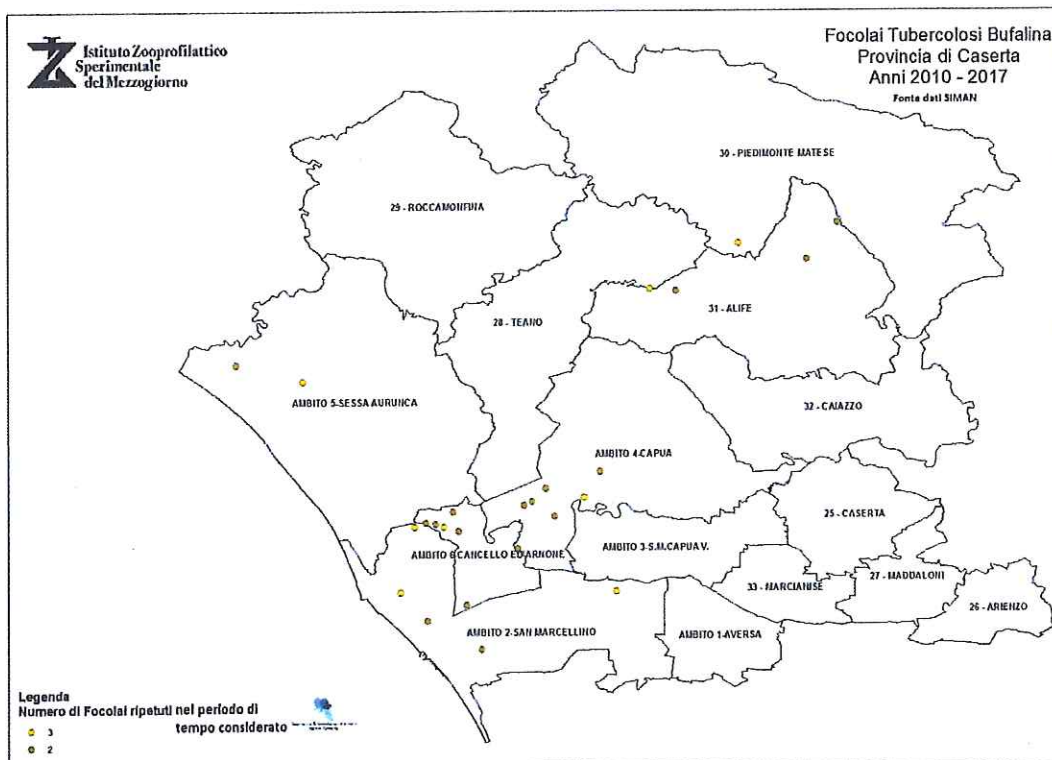 Istituto Zooprofilattico
Sperimentale
del Mezzogiorno
Focolai Tubercolosi Bufalina
Provincia di Caserta
Anni 2010 - 2017
Fonte dati SIMAN
30 - PIEDIMONTE MATESE
29 - ROCCAMONFINA
31 - ALIFE
28 - TEANO
AMBITO 5-SESSA AURUNCA
32 - CAIAZZO
AMBITO 4-CAPUA
25 - CASERTA
AMBITO 3-S.M.CAPUA V.
AMBITO 6 CANCELLO ED ARNONE
27 - MADDALONI
33 - MARCIANISE
26 - ARIENZO
AMBITO 2-SAN MARCELLINO
AMBITO 1-AVERSA
Legenda
Numero di Focolai ripetuti nel periodo di
tempo considerato
3
2